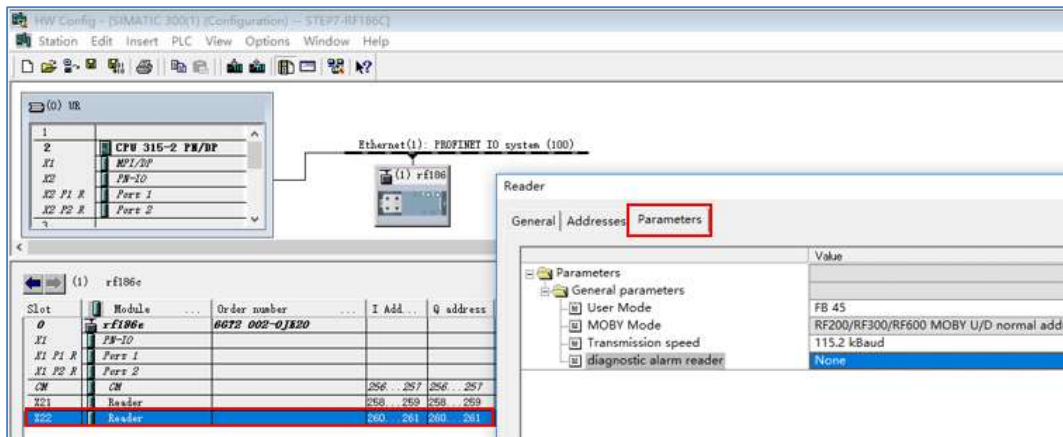 HW Config - [SIMATIC 300(1) (Configuration) -- STEP7-RF186C]
Station Edit Insert PLC View Options Window Help
(0) UR
1
2 CPU 315-2 PN/DP
X1 MPI/DP
X2 PN-IO
X2 P1 R Port 1
X2 P2 R Port 2
3
Ethernet(1): PROFINET IO system (100)
(1) rf186
Reader
General Addresses Parameters
Value
Parameters
General parameters
User Mode FB 45
MOBY Mode RF200/RF300/RF600 MOBY U/D normal add
Transmission speed 115.2 kBaud
diagnostic alarm reader None
(1) rf186c
Slot Module ... Order number ... I Add... Q address
0 rf186c 6GT2 002-0JE20
X1 PN-IO
X1 P1 R Port 1
X1 P2 R Port 2
CM CM 256...257 256...257
X21 Reader 258...259 258...259
X22 Reader 260...261 260...261